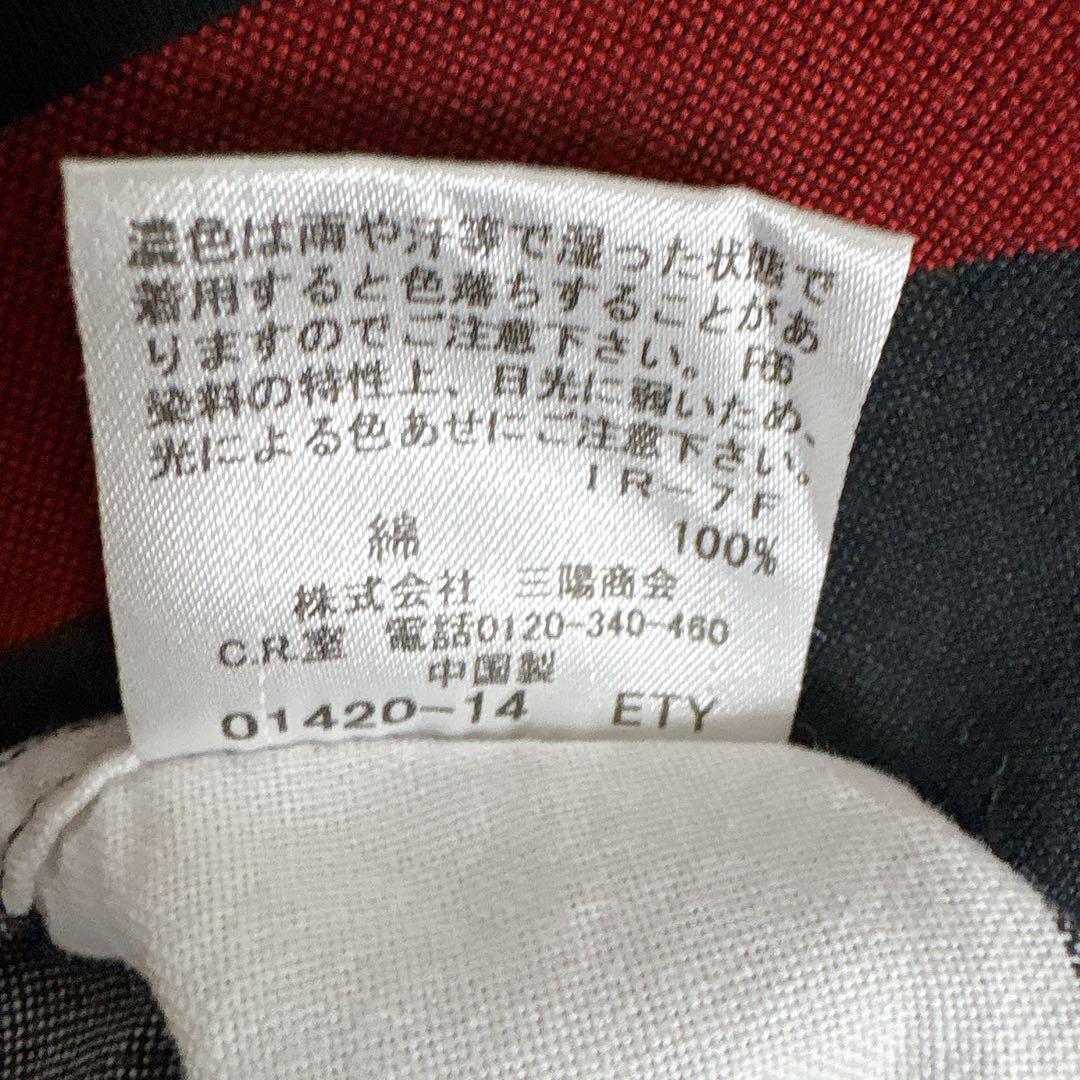 濃色は雨や汗等で湿った状態で
着用すると色落ちすることがあ
りますのでご注意下さい。 F06
染料の特性上、日光に弱いため、
光による色あせにご注意下さい。
IR-7F
綿 100%
株式会社 三陽商会
C.R.室 電話0120-340-460
中国製
01420-14 ETY